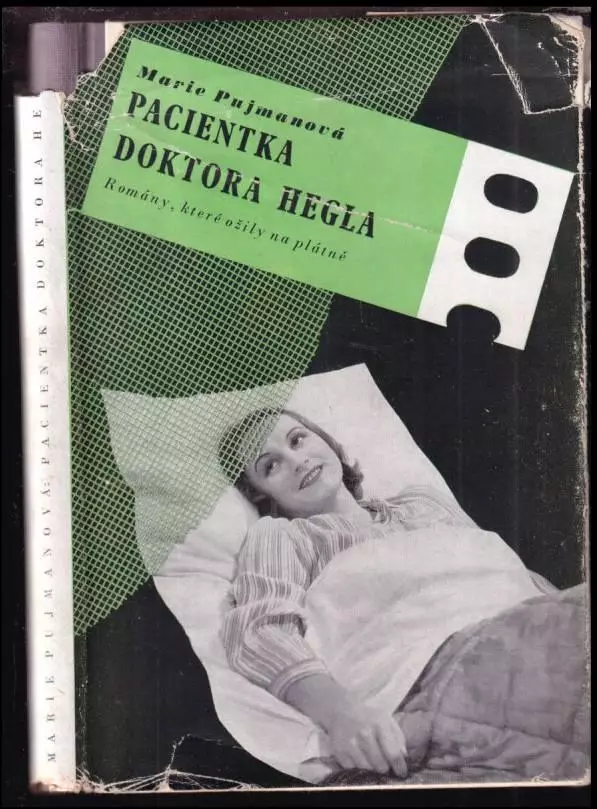 Marie Pujmanová
PACIENTKA
DOKTORA HEGLA
Romány, které ožily na plátně
MARIE PUJMANOVÁ: PACIENTKA DOKTORA HE